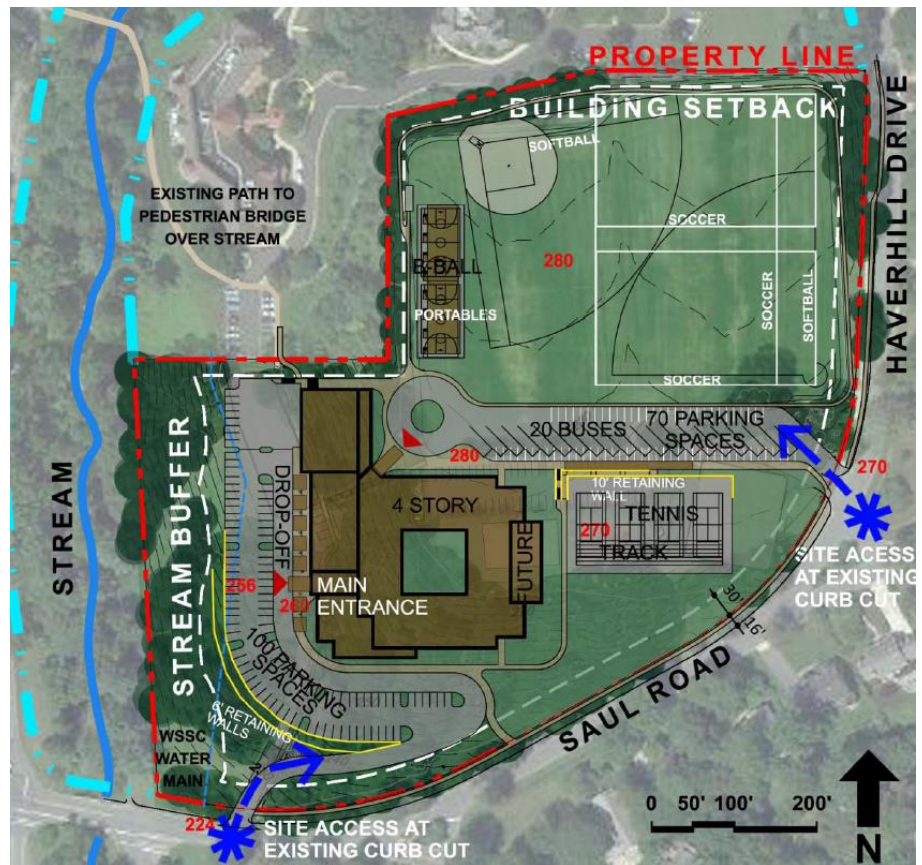 PROPERTY LINE
BUILDING SETBACK
HAVERHILL DRIVE
SOFTBALL
EXISTING PATH TO
PEDESTRIAN BRIDGE
OVER STREAM
SOCCER
B-BALL
280
SOCCER
SOFTBALL
PORTABLES
SOCCER
STREAM
STREAM BUFFER
20 BUSES
70 PARKING
SPACES
280
270
10' RETAINING
WALL
DROP-OFF
4 STORY
FUTURE
TENNIS
270
TRACK
SITE ACESS
AT EXISTING
CURB CUT
256
260
MAIN
ENTRANCE
30'
16'
100 PARKING
SPACES
SAUL ROAD
6' RETAINING
WALLS
WSSC
WATER
MAIN
224
SITE ACCESS AT
EXISTING CURB CUT
0 50' 100' 200'
N